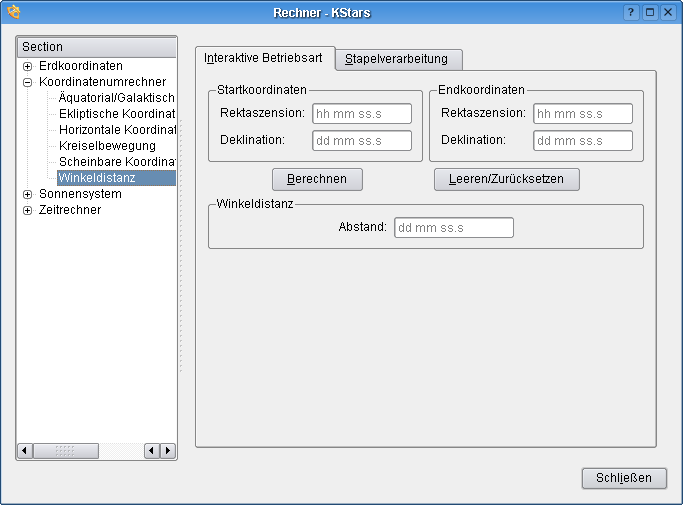 Rechner - KStars
Section
Erdkoordinaten
Koordinatenumrechner
Äquatorial/Galaktisch
Ekliptische Koordinat
Horizontale Koordinat
Kreiselbewegung
Scheinbare Koordinat
Winkeldistanz
Sonnensystem
Zeitrechner
Interaktive Betriebsart
Stapelverarbeitung
Startkoordinaten
Rektaszension: hh mm ss.s
Deklination: dd mm ss.s
Endkoordinaten
Rektaszension: hh mm ss.s
Deklination: dd mm ss.s
Berechnen
Leeren/Zurücksetzen
Winkeldistanz
Abstand: dd mm ss.s
Schließen